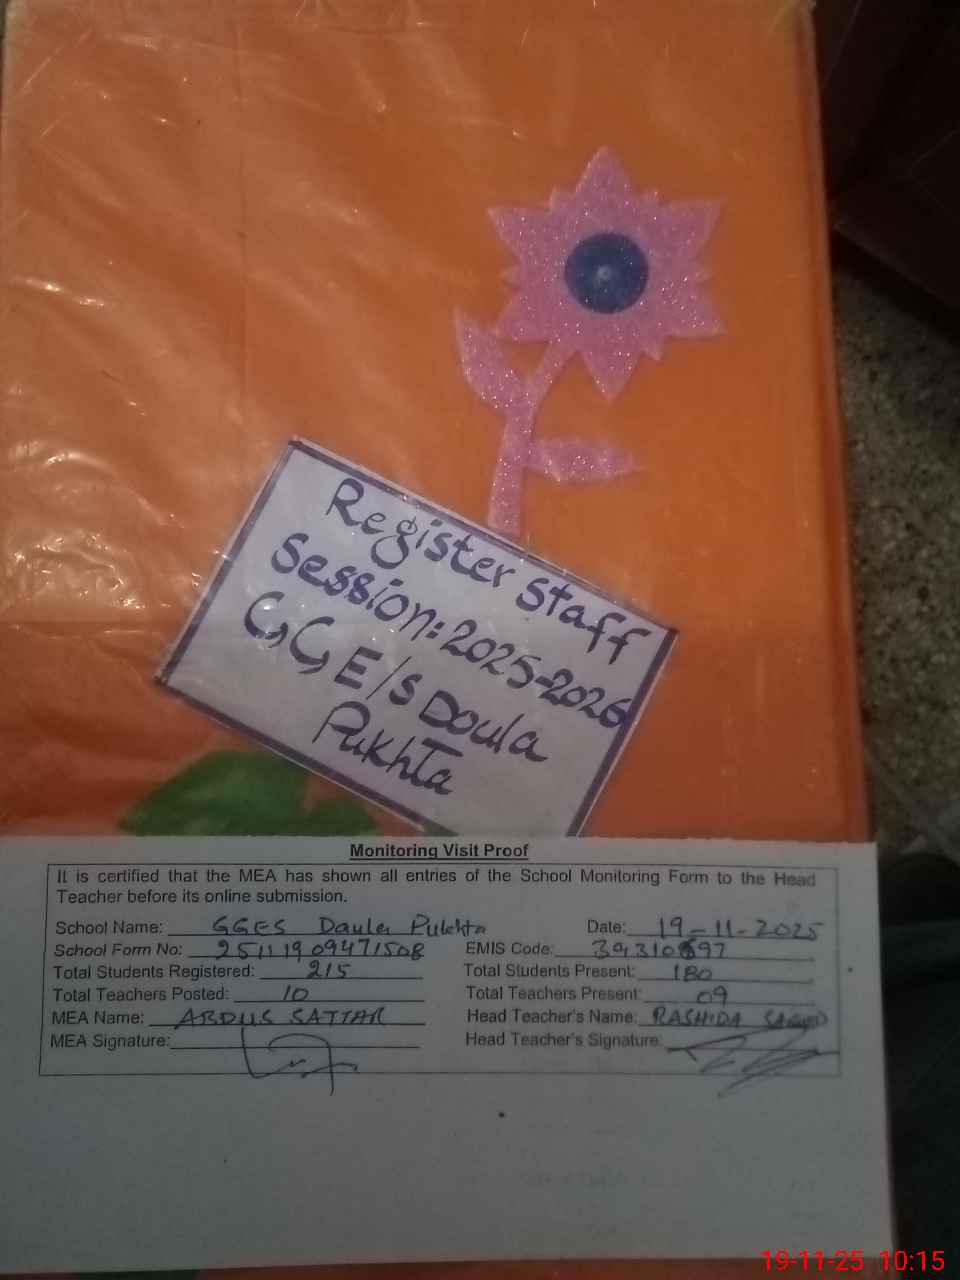 Register staff
Session: 2025-2026
G,G,E/S Doula
Pukhta
Monitoring Visit Proof
It is certified that the MEA has shown all entries of the School Monitoring Form to the Head
Teacher before its online submission.
School Name: GGES Daula Pukhta Date: 19-11-2025
School Form No: 25111909471508 EMIS Code: 39310697
Total Students Registered: 215 Total Students Present: 180
Total Teachers Posted: 10 Total Teachers Present: 09
MEA Name: ABDUS SATTAR Head Teacher's Name: RASHIDA
MEA Signature: Head Teacher's Signature:
19-11-25 10:15